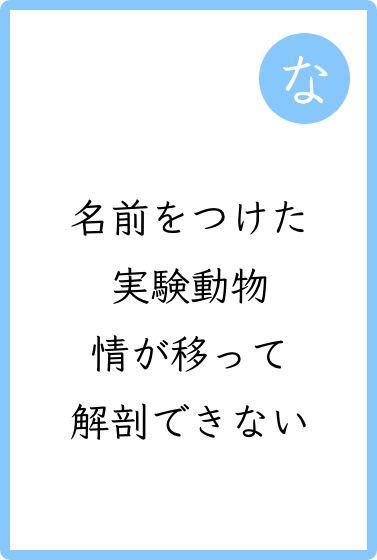 な
名前をつけた
実験動物
情が移って
解剖できない